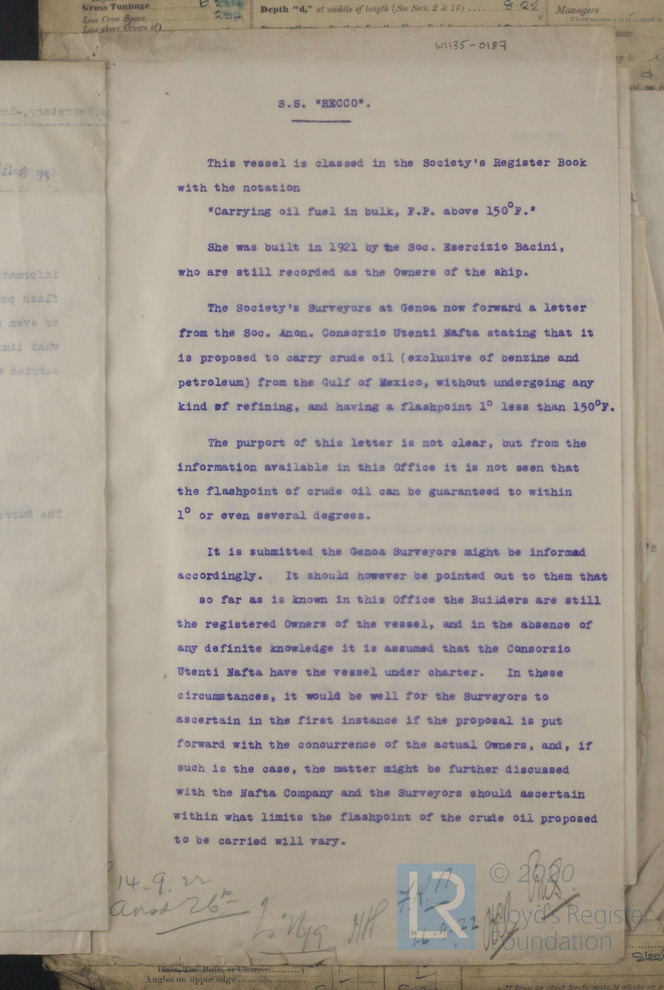 Gross Tonnage
Less Crew Space
Depth "d," at middle of length (See Secs. 2 & 13)
8.22
Managers
W1135-0187
S.S. "RECCO".
This vessel is classed in the Society's Register Book
with the notation
"Carrying oil fuel in bulk, F.P. above 150°F."
She was built in 1921 by the Soc. Esercizio Bacini,
who are still recorded as the Owners of the ship.
The Society's Surveyors at Genoa now forward a letter
from the Soc. Anon. Consorzio Utenti Nafta stating that it
is proposed to carry crude oil (exclusive of benzine and
petroleum) from the Gulf of Mexico, without undergoing any
kind of refining, and having a flashpoint 1° less than 150°F.
The purport of this letter is not clear, but from the
information available in this Office it is not seen that
the flashpoint of crude oil can be guaranteed to within
1° or even several degrees.
It is submitted the Genoa Surveyors might be informed
accordingly. It should however be pointed out to them that
so far as is known in this Office the Builders are still
the registered Owners of the vessel, and in the absence of
any definite knowledge it is assumed that the Consorzio
Utenti Nafta have the vessel under charter. In these
circumstances, it would be well for the Surveyors to
ascertain in the first instance if the proposal is put
forward with the concurrence of the actual Owners, and, if
such is the case, the matter might be further discussed
with the Nafta Company and the Surveyors should ascertain
within what limits the flashpoint of the crude oil proposed
to be carried will vary.
14.9.22
LR
© 2020
Lloyd's Register
Foundation
Angles on upper edge